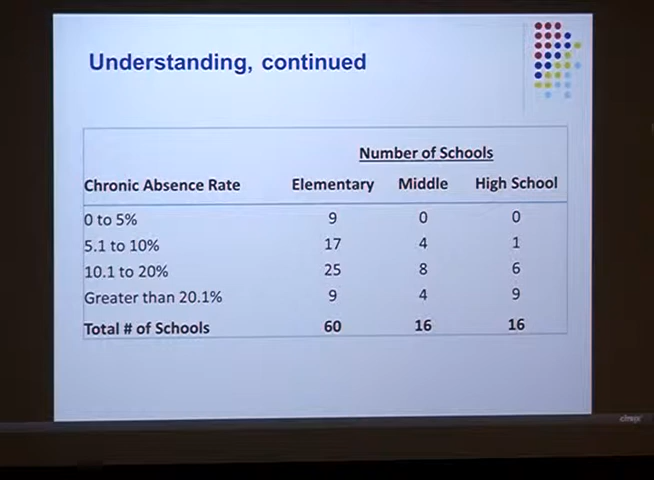 Understanding, continued
Number of Schools
Chronic Absence Rate Elementary Middle High School
0 to 5% 9 0 0
5.1 to 10% 17 4 1
10.1 to 20% 25 8 6
Greater than 20.1% 9 4 9
Total # of Schools 60 16 16
citrix